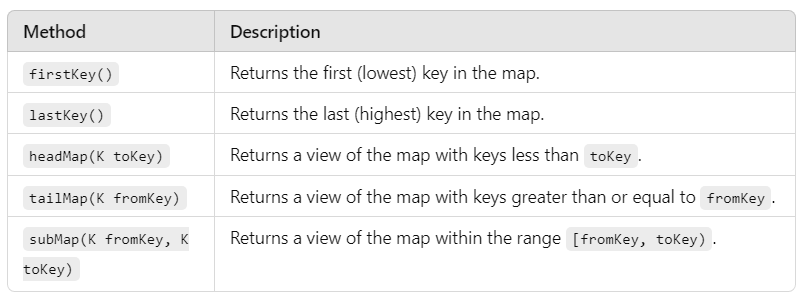 Method Description
firstKey() Returns the first (lowest) key in the map.
lastKey() Returns the last (highest) key in the map.
headMap(K toKey) Returns a view of the map with keys less than toKey.
tailMap(K fromKey) Returns a view of the map with keys greater than or equal to fromKey.
subMap(K fromKey, K Returns a view of the map within the range [fromKey, toKey).
toKey)